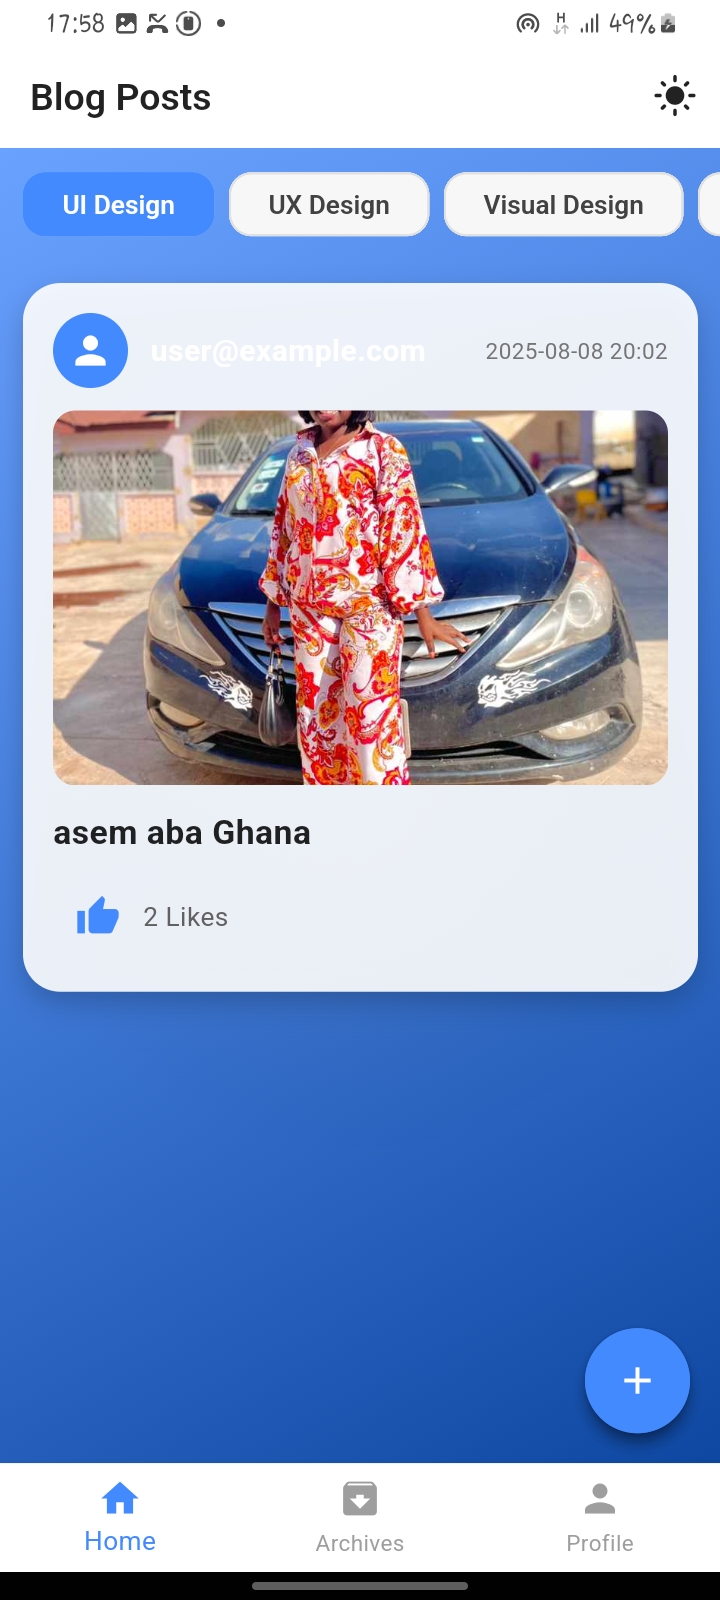 17:58
H
49%
Blog Posts
UI Design
UX Design
Visual Design
user@example.com
2025-08-08 20:02
asem aba Ghana
2 Likes
+
Home
Archives
Profile